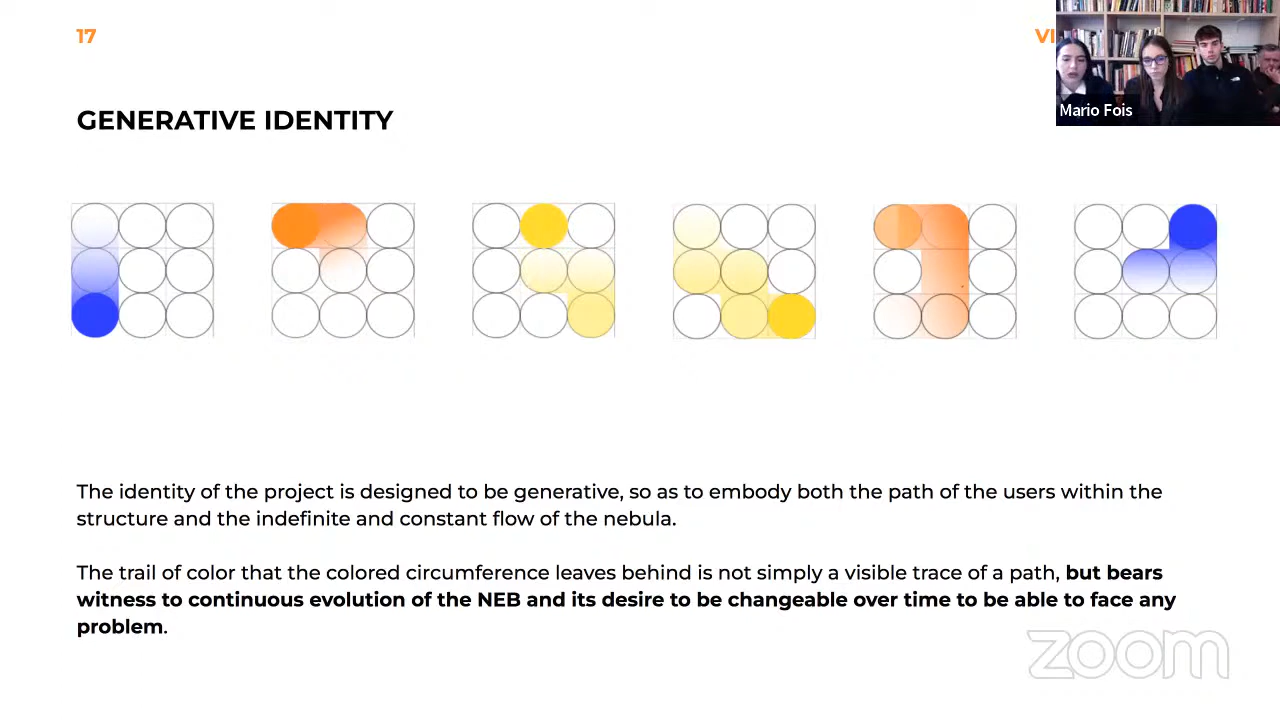 17
VI
GENERATIVE IDENTITY
Mario Fois
The identity of the project is designed to be generative, so as to embody both the path of the users within the
structure and the indefinite and constant flow of the nebula.
The trail of color that the colored circumference leaves behind is not simply a visible trace of a path, but bears
witness to continuous evolution of the NEB and its desire to be changeable over time to be able to face any
problem.
zoom